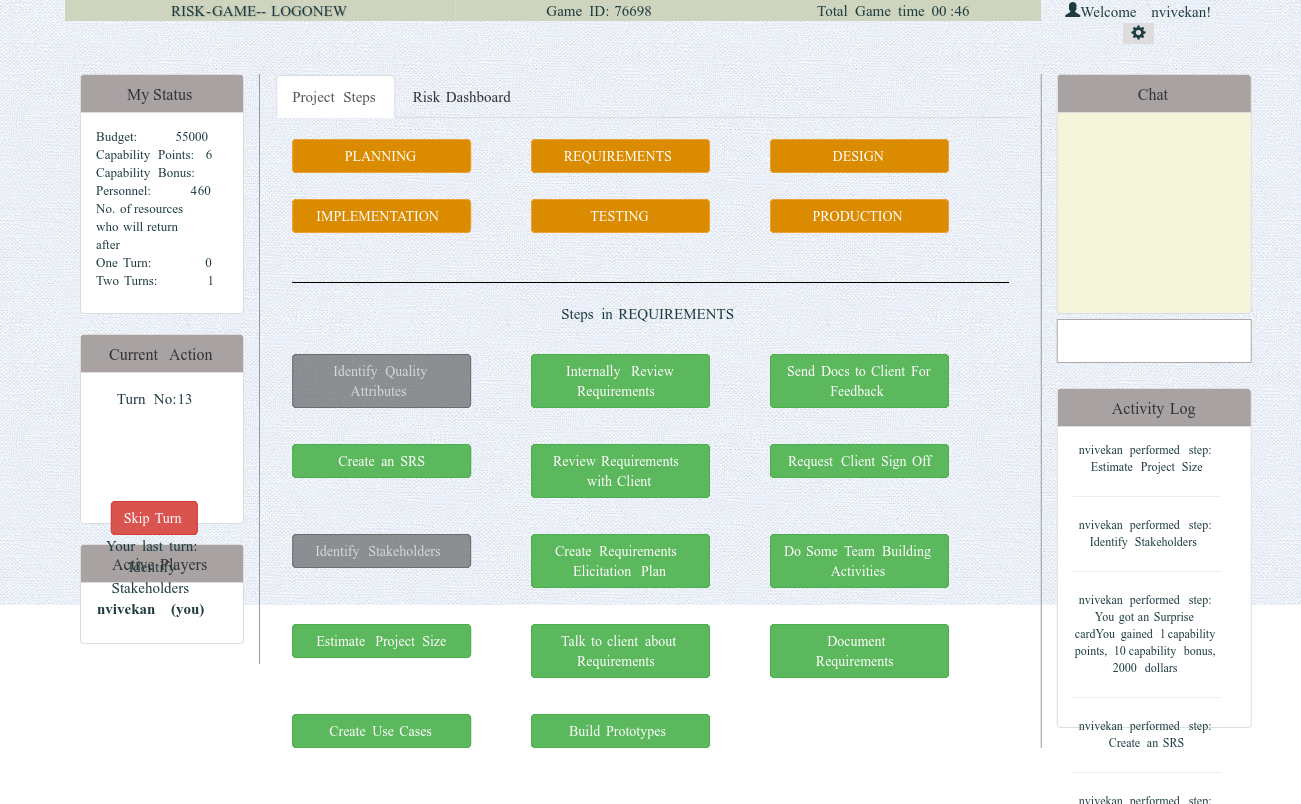 RISK-GAME-- LOGONEW
Game ID: 76698
Total Game time 00 :46
Welcome nvivekan!
My Status
Budget: 55000
Capability Points: 6
Capability Bonus:
Personnel: 460
No. of resources
who will return
after
One Turn: 0
Two Turns: 1
Current Action
Turn No:13
Skip Turn
Your last turn:
Identify
Stakeholders
Active Players
nvivekan (you)
Project Steps
Risk Dashboard
PLANNING
REQUIREMENTS
DESIGN
IMPLEMENTATION
TESTING
PRODUCTION
Steps in REQUIREMENTS
Identify Quality
Attributes
Internally Review
Requirements
Send Docs to Client For
Feedback
Create an SRS
Review Requirements
with Client
Request Client Sign Off
Identify Stakeholders
Create Requirements
Elicitation Plan
Do Some Team Building
Activities
Estimate Project Size
Talk to client about
Requirements
Document
Requirements
Create Use Cases
Build Prototypes
Chat
Activity Log
nvivekan performed step:
Estimate Project Size
nvivekan performed step:
Identify Stakeholders
nvivekan performed step:
You got an Surprise
cardYou gained 1 capability
points, 10 capability bonus,
2000 dollars
nvivekan performed step:
Create an SRS
nvivekan performed step: